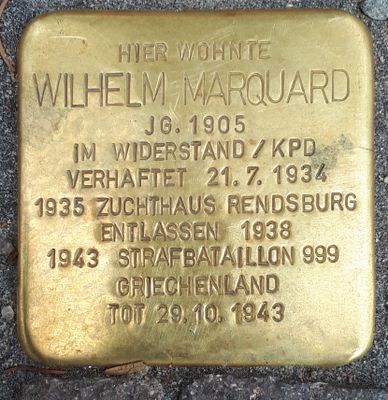 HIER WOHNTE
WILHELM MARQUARD
JG. 1905
IM WIDERSTAND / KPD
VERHAFTET 21.7.1934
1935 ZUCHTHAUS RENDSBURG
ENTLASSEN 1938
1943 STRAFBATAILLON 999
GRIECHENLAND
TOT 29.10.1943